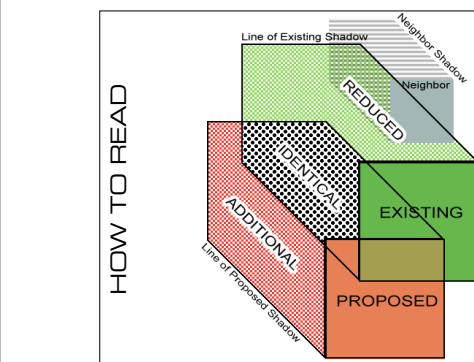 HOW TO READ
Line of Existing Shadow
Neighbor Shadow
Neighbor
REDUCED
IDENTICAL
EXISTING
ADDITIONAL
PROPOSED
Line of Proposed Shadow